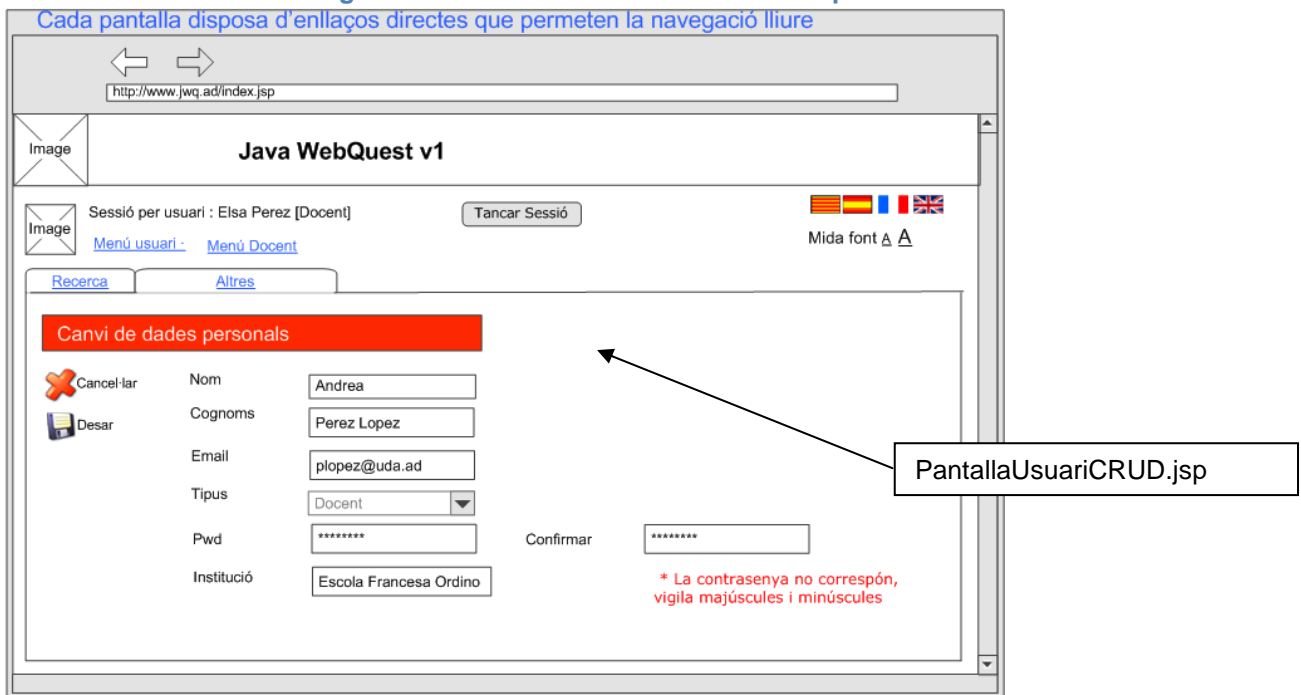 Cada pantalla disposa d'enllaços directes que permeten la navegació lliure
http://www.jwq.ad/index.jsp
Image
Java WebQuest v1
Image
Sessió per usuari : Elsa Perez [Docent]
Tancar Sessió
Menú usuari ·
Menú Docent
Mida font A A
Recerca
Altres
Canvi de dades personals
Cancel·lar
Nom
Andrea
Desar
Cognoms
Perez Lopez
Email
plopez@uda.ad
PantallaUsuariCRUD.jsp
Tipus
Docent
Pwd
********
Confirmar
********
Institució
Escola Francesa Ordino
* La contrasenya no correspón,
vigila majúscules i minúscules